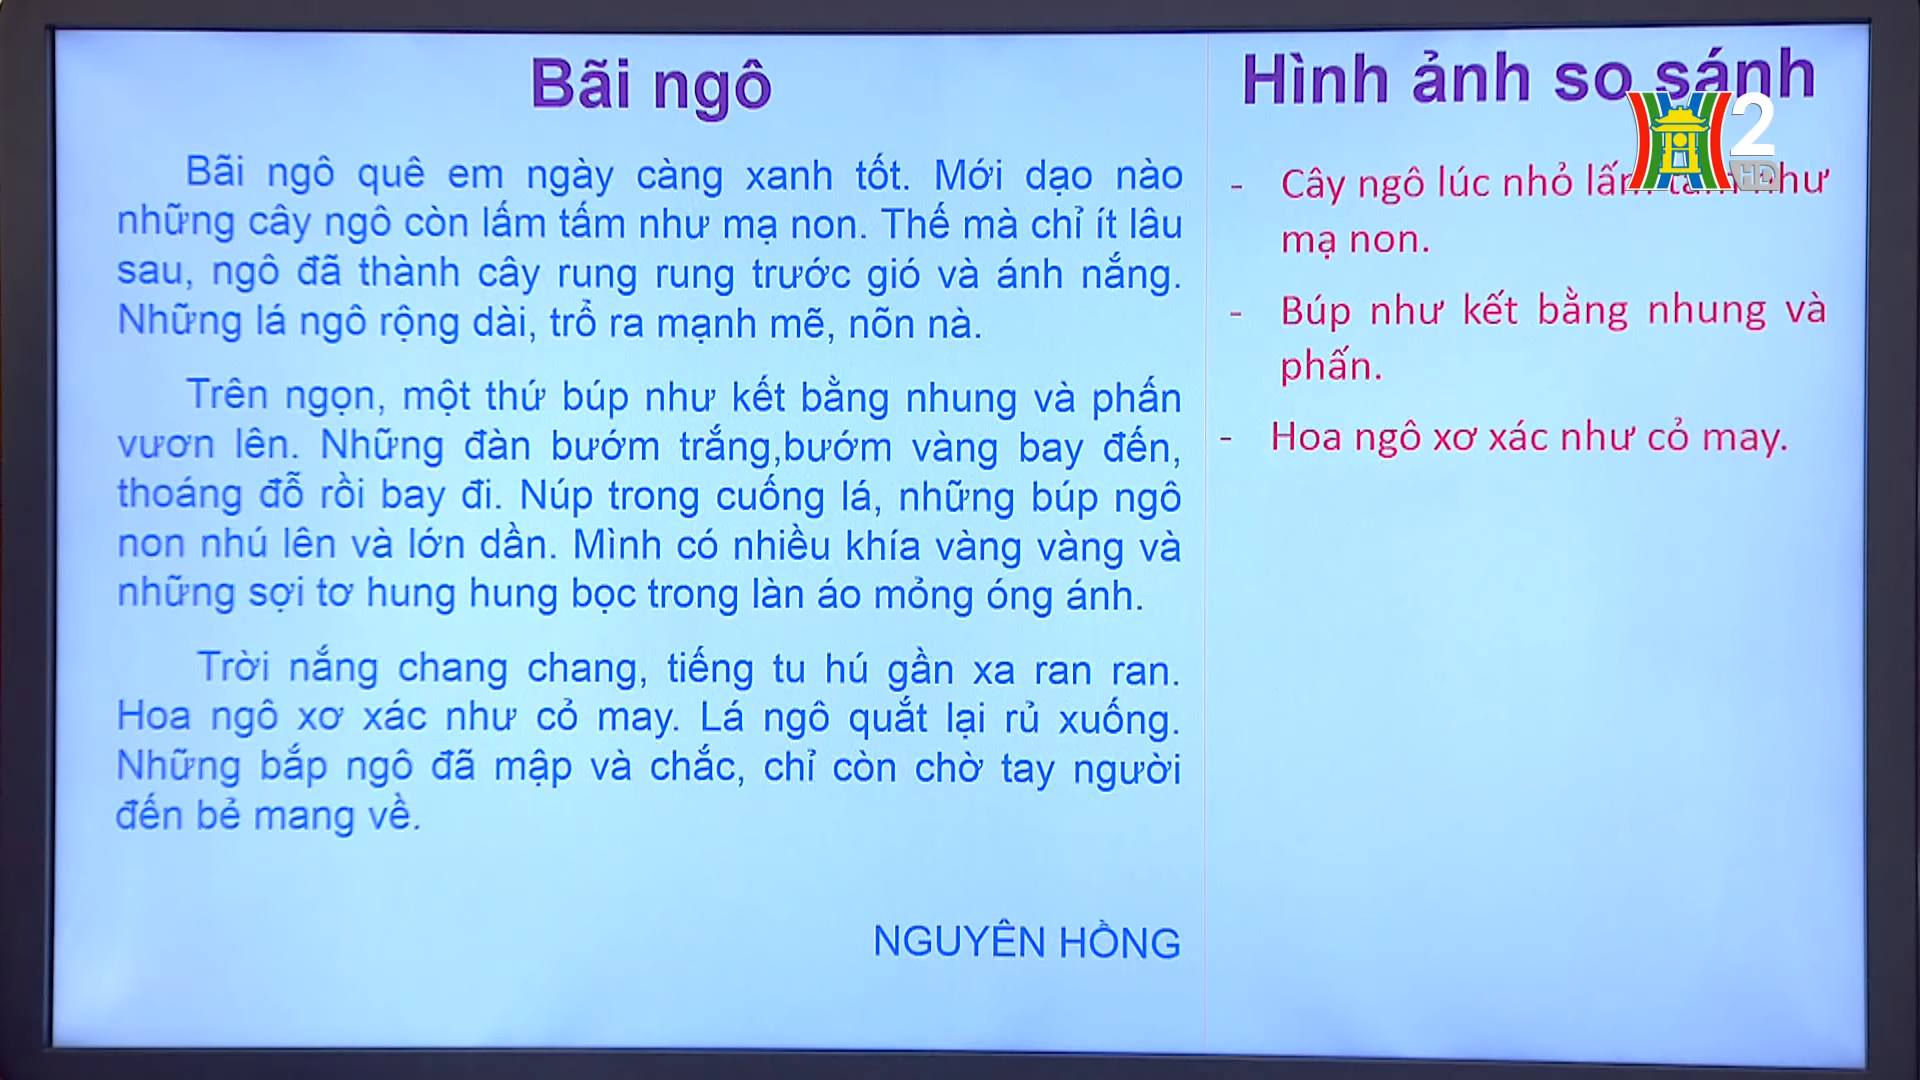 Bãi ngô
Bãi ngô quê em ngày càng xanh tốt. Mới dạo nào
những cây ngô còn lấm tấm như mạ non. Thế mà chỉ ít lâu
sau, ngô đã thành cây rung rung trước gió và ánh nắng.
Những lá ngô rộng dài, trổ ra mạnh mẽ, nõn nà.
Trên ngọn, một thứ búp như kết bằng nhung và phấn
vươn lên. Những đàn bướm trắng,bướm vàng bay đến,
thoáng đỗ rồi bay đi. Núp trong cuống lá, những búp ngô
non nhú lên và lớn dần. Mình có nhiều khía vàng vàng và
những sợi tơ hung hung bọc trong làn áo mỏng óng ánh.
Trời nắng chang chang, tiếng tu hú gần xa ran ran.
Hoa ngô xơ xác như cỏ may. Lá ngô quắt lại rủ xuống.
Những bắp ngô đã mập và chắc, chỉ còn chờ tay người
đến bẻ mang về.
NGUYÊN HỒNG
Hình ảnh so sánh
- Cây ngô lúc nhỏ lấm tấm như
mạ non.
- Búp như kết bằng nhung và
phấn.
- Hoa ngô xơ xác như cỏ may.
H2
HD